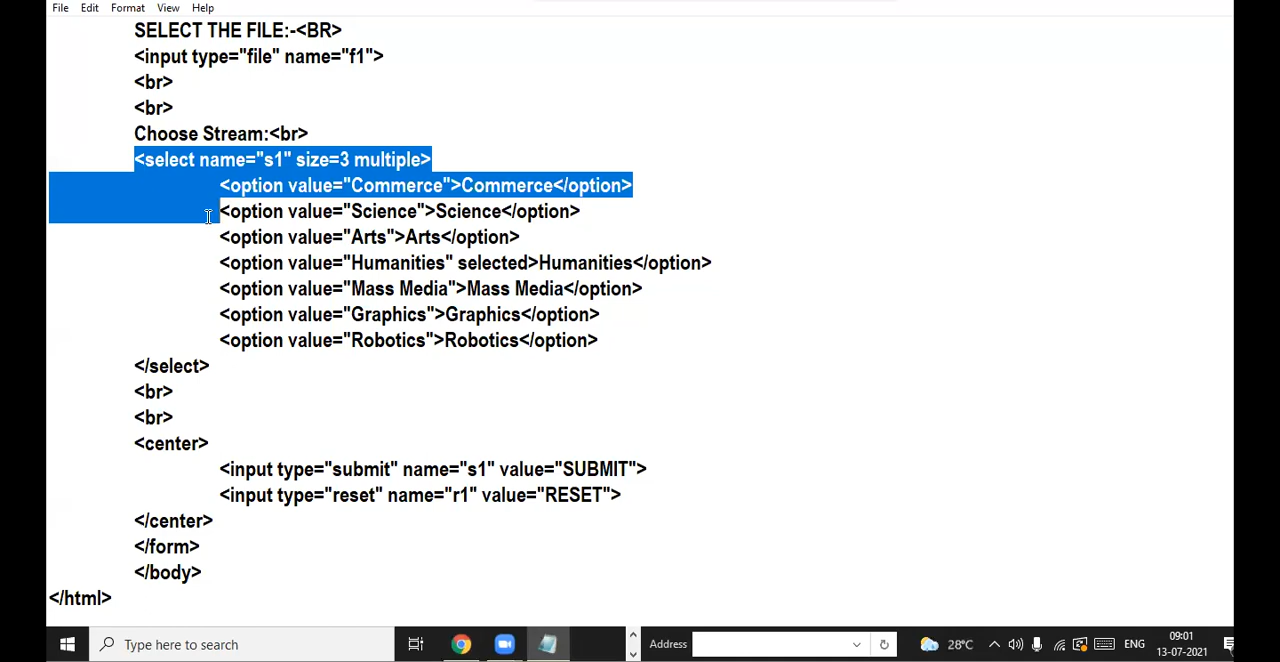 File Edit Format View Help
SELECT THE FILE:-<BR>
<input type="file" name="f1">
<br>
<br>
Choose Stream:<br>
<select name="s1" size=3 multiple>
<option value="Commerce">Commerce</option>
<option value="Science">Science</option>
<option value="Arts">Arts</option>
<option value="Humanities" selected>Humanities</option>
<option value="Mass Media">Mass Media</option>
<option value="Graphics">Graphics</option>
<option value="Robotics">Robotics</option>
</select>
<br>
<br>
<center>
<input type="submit" name="s1" value="SUBMIT">
<input type="reset" name="r1" value="RESET">
</center>
</form>
</body>
</html>
Type here to search
Address
28°C
ENG
09:01
13-07-2021